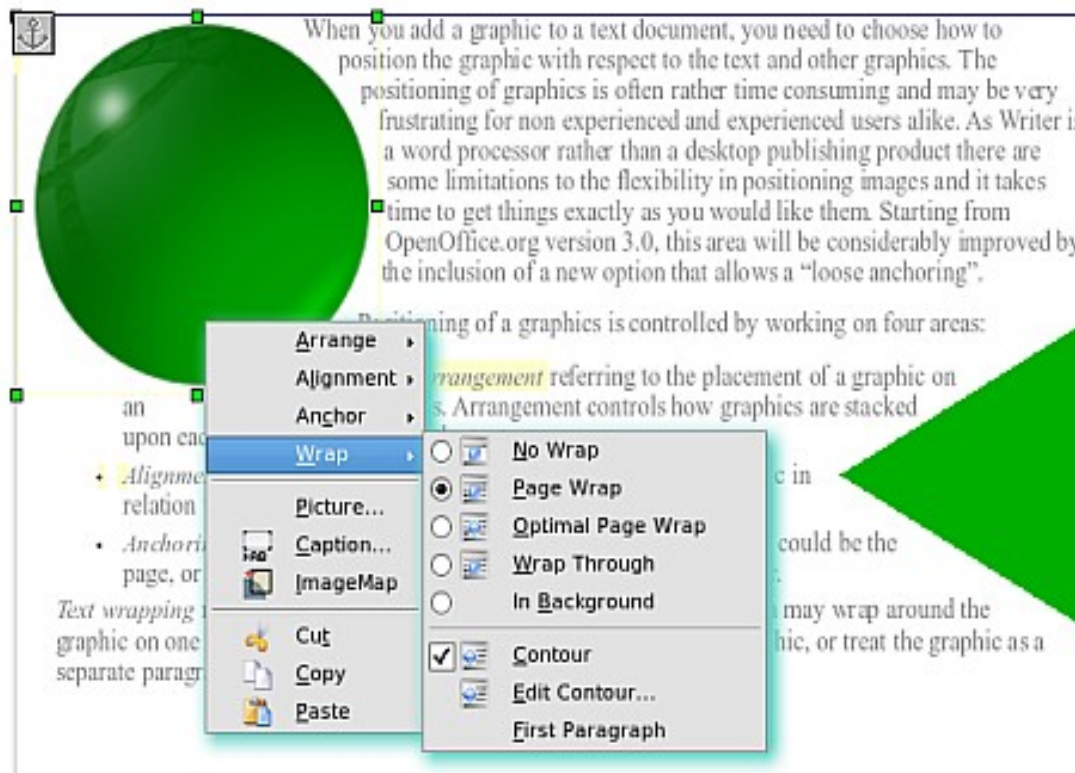 When you add a graphic to a text document, you need to choose how to
position the graphic with respect to the text and other graphics. The
positioning of graphics is often rather time consuming and may be very
frustrating for non experienced and experienced users alike. As Writer is
a word processor rather than a desktop publishing product there are
some limitations to the flexibility in positioning images and it takes
time to get things exactly as you would like them. Starting from
OpenOffice.org version 3.0, this area will be considerably improved by
the inclusion of a new option that allows a “loose anchoring”.
Positioning of a graphics is controlled by working on four areas:
referring to the placement of a graphic on
an
Arrangement controls how graphics are stacked
upon
in
relation
could be the
page, or
Text wrapping
may wrap around the
graphic on one
or treat the graphic as a
separate
Arrange
Alignment
Anchor
Wrap
Picture...
Caption...
ImageMap
Cut
Copy
Paste
No Wrap
Page Wrap
Optimal Page Wrap
Wrap Through
In Background
Contour
Edit Contour...
First Paragraph